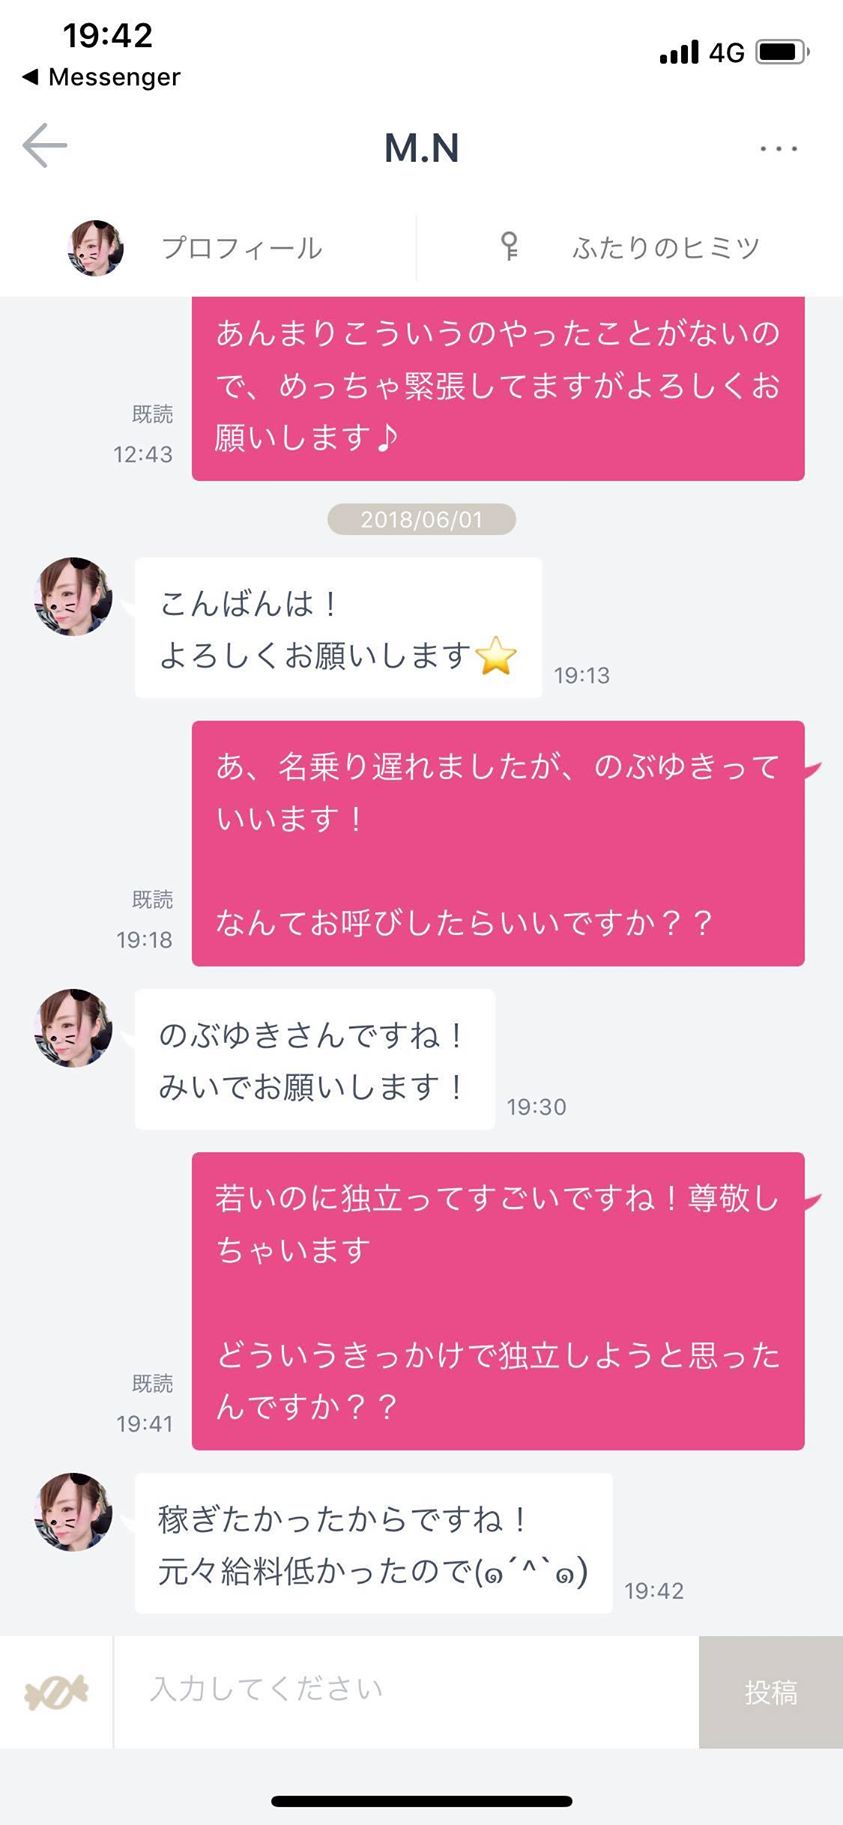 19:42
4G
◀ Messenger
M.N
...
プロフィール
ふたりのヒミツ
あんまりこういうのやったことがないの
で、めっちゃ緊張してますがよろしくお
願いします♪
既読
12:43
2018/06/01
こんばんは！
よろしくお願いします⭐
19:13
あ、名乗り遅れましたが、のぶゆきって
いいます！
なんてお呼びしたらいいですか？？
既読
19:18
のぶゆきさんですね！
みいでお願いします！
19:30
若いのに独立ってすごいですね！尊敬し
ちゃいます
どういうきっかけで独立しようと思った
んですか？？
既読
19:41
稼ぎたかったからですね！
元々給料低かったので(๑´^`๑)
19:42
入力してください
投稿